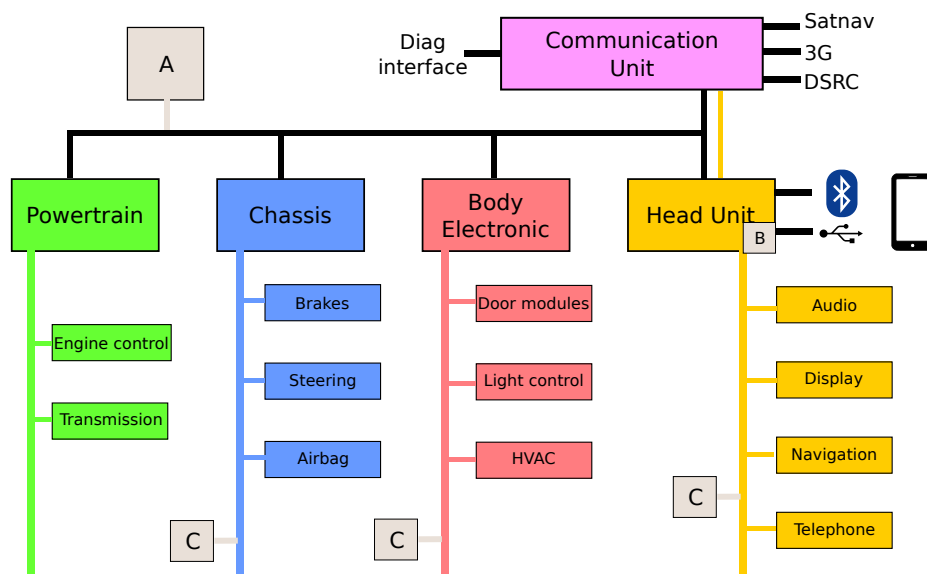 A
Diag
interface
Communication
Unit
Satnav
3G
DSRC
Powertrain
Chassis
Body
Electronic
Head Unit
B
Engine control
Transmission
Brakes
Steering
Airbag
C
Door modules
Light control
HVAC
C
Audio
Display
Navigation
Telephone
C